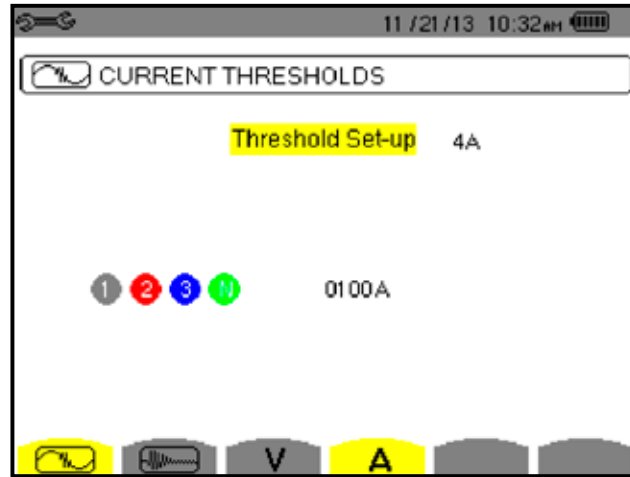 11 /21 /13 10:32AM
CURRENT THRESHOLDS
Threshold Set-up 4A
1 2 3 N 0100A
V A